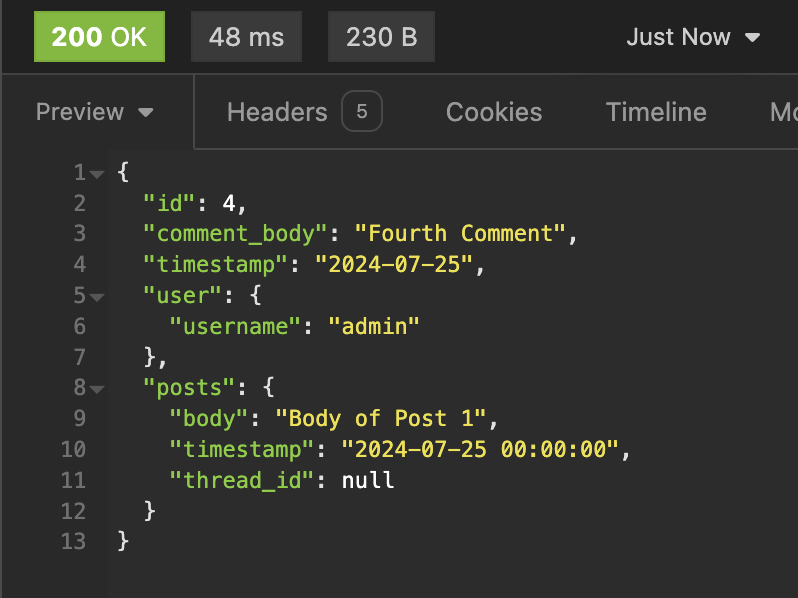 200 OK 48 ms 230 B Just Now
Preview Headers 5 Cookies Timeline
1 {
2 "id": 4,
3 "comment_body": "Fourth Comment",
4 "timestamp": "2024-07-25",
5 "user": {
6 "username": "admin"
7 },
8 "posts": {
9 "body": "Body of Post 1",
10 "timestamp": "2024-07-25 00:00:00",
11 "thread_id": null
12 }
13 }